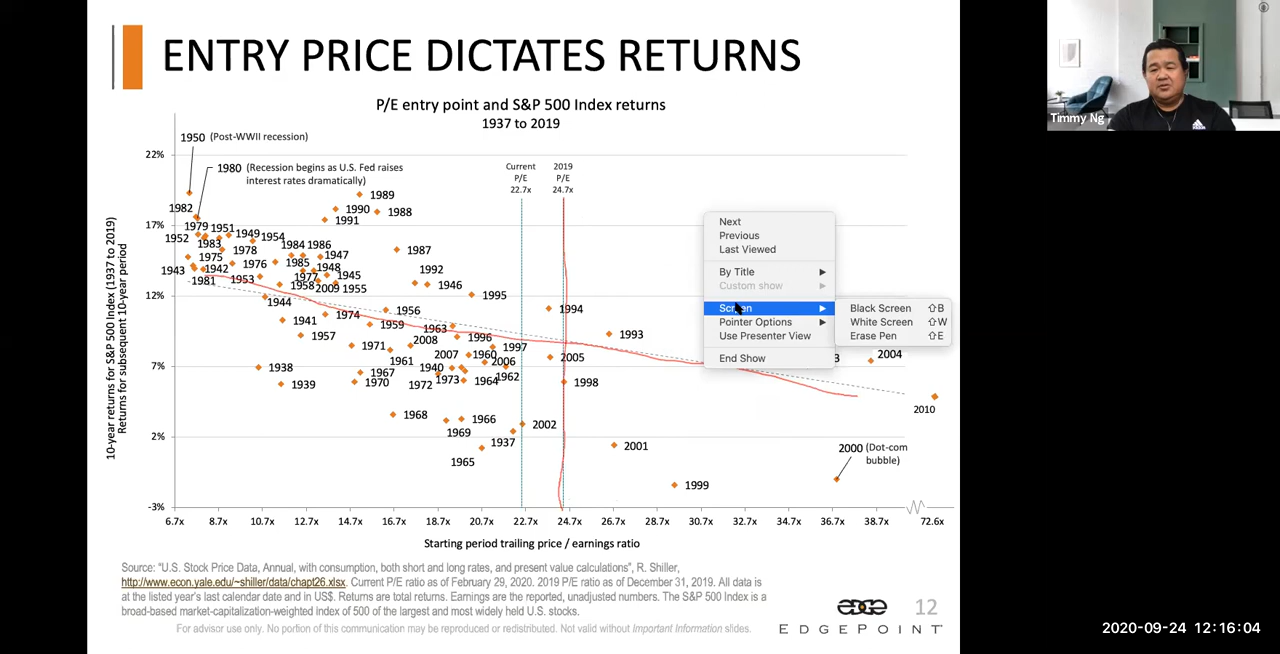 ENTRY PRICE DICTATES RETURNS
P/E entry point and S&P 500 Index returns
1937 to 2019
10-year returns for S&P 500 Index (1937 to 2019)
Returns for subsequent 10-year period
22%
17%
12%
7%
2%
-3%
1950 (Post-WWII recession)
1980 (Recession begins as U.S. Fed raises
interest rates dramatically)
Current
P/E
22.7x
2019
P/E
24.7x
1989
1982
1990
1988
1991
1979
1951
1949
1954
1952
1983
1978
1984
1986
1987
1975
1976
1985
1947
1943
1942
1948
1977
1945
1992
1981
1953
1958
2009
1955
1946
1944
1995
1974
1956
1994
1941
1959
1963
1993
1957
1971
2008
1996
1997
1961
2007
1960
2006
2005
1938
1967
1940
1962
1939
1970
1972
1973
1964
1998
1968
1966
1969
1937
2002
1965
2001
1999
3
2004
2010
2000 (Dot-com
bubble)
6.7x
8.7x
10.7x
12.7x
14.7x
16.7x
18.7x
20.7x
22.7x
24.7x
26.7x
28.7x
30.7x
32.7x
34.7x
36.7x
38.7x
72.6x
Starting period trailing price / earnings ratio
Next
Previous
Last Viewed
By Title
Custom show
Screen
Pointer Options
Use Presenter View
End Show
Black Screen ⇧B
White Screen ⇧W
Erase Pen ⇧E
Source: “U.S. Stock Price Data, Annual, with consumption, both short and long rates, and present value calculations”, R. Shiller,
http://www.econ.yale.edu/~shiller/data/chapt26.xlsx. Current P/E ratio as of February 29, 2020. 2019 P/E ratio as of December 31, 2019. All data is
at the listed year’s last calendar date and in US$. Returns are total returns. Earnings are the reported, unadjusted numbers. The S&P 500 Index is a
broad-based market-capitalization-weighted index of 500 of the largest and most widely held U.S. stocks.
For advisor use only. No portion of this communication may be reproduced or redistributed. Not valid without Important Information slides.
edge
EDGEPOINT
12
Timmy Ng
2020-09-24 12:16:04